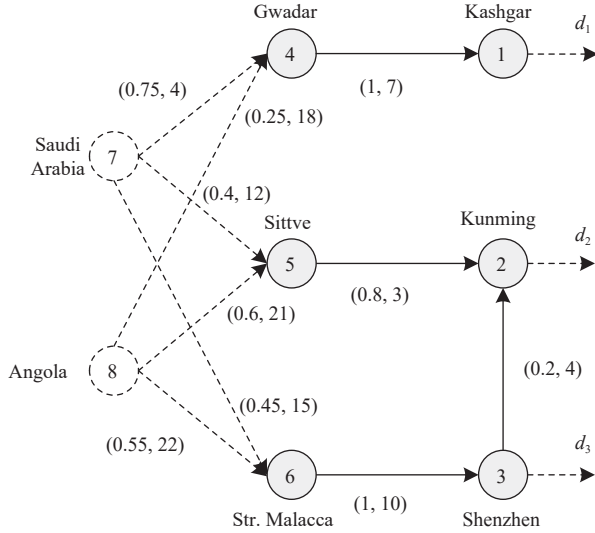 Gwadar
Kashgar
4
1
d1
(0.75, 4)
(1, 7)
(0.25, 18)
Saudi
Arabia
7
(0.4, 12)
Sittve
Kunming
5
2
d2
(0.8, 3)
(0.6, 21)
Angola
8
(0.2, 4)
(0.45, 15)
(0.55, 22)
6
3
d3
(1, 10)
Str. Malacca
Shenzhen